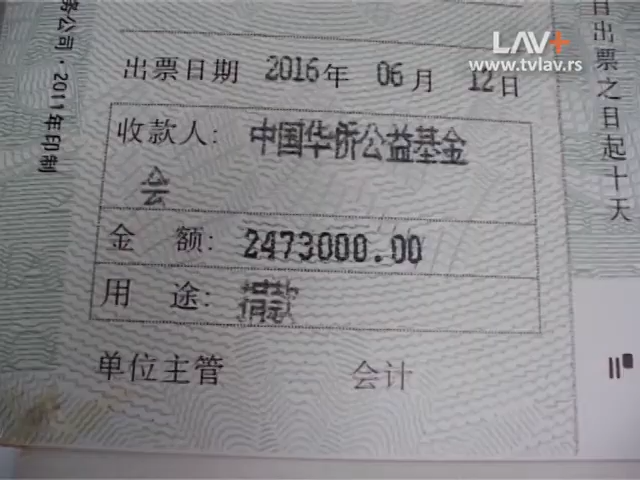 LAV+
www.tvlav.rs
出票日期 2016年 06月 12日
收款人: 中国华侨公益基金
会
金 额: 2473000.00
用 途: 捐款
单位主管 会计
务公司·2011年印制
自出票之日起十天